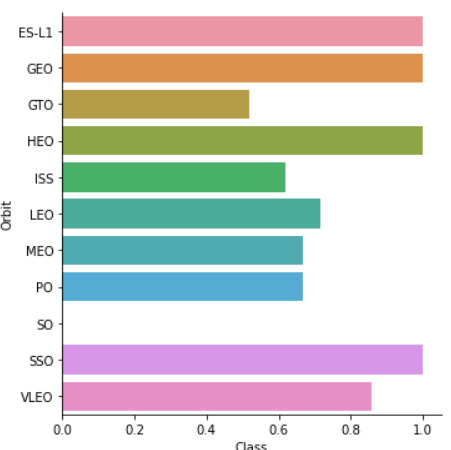 ES-L1
GEO
GTO
HEO
ISS
LEO
MEO
PO
SO
SSO
VLEO
Orbit
0.0 0.2 0.4 0.6 0.8 1.0
Class